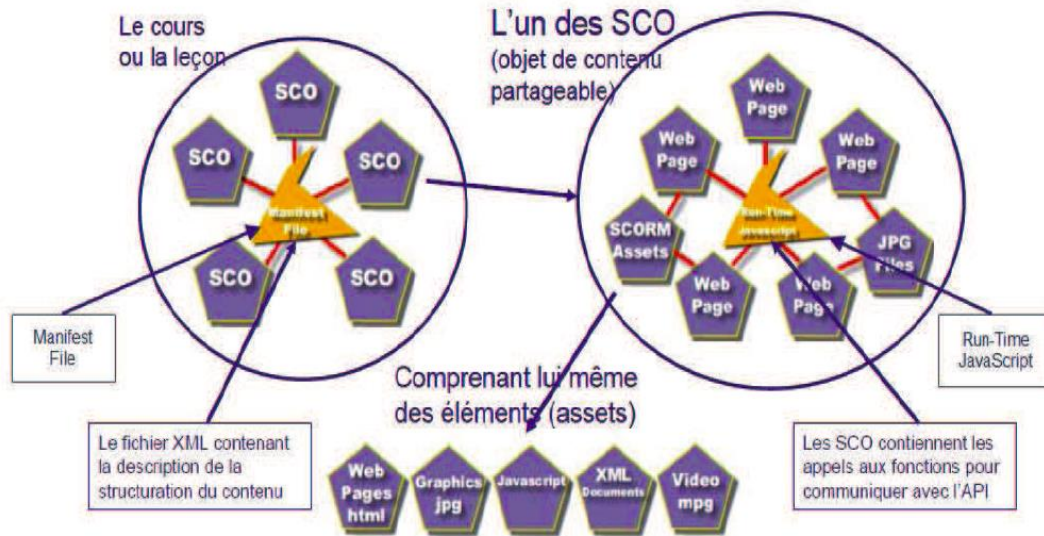 Le cours
ou la leçon
SCO
SCO
SCO
SCO
SCO
Manifest
File
L'un des SCO
(objet de contenu
partageable)
Web
Page
Web
Page
Web
Page
SCORM
Assets
Run-Time
Javascript
JPG
Files
Web
Page
Web
Page
Manifest
File
Run-Time
JavaScript
Comprenant lui même
des éléments (assets)
Le fichier XML contenant
la description de la
structuration du contenu
Les SCO contiennent les
appels aux fonctions pour
communiquer avec l'API
Web
Pages
html
Graphics
jpg
Javascript
XML
Documents
Video
mpg